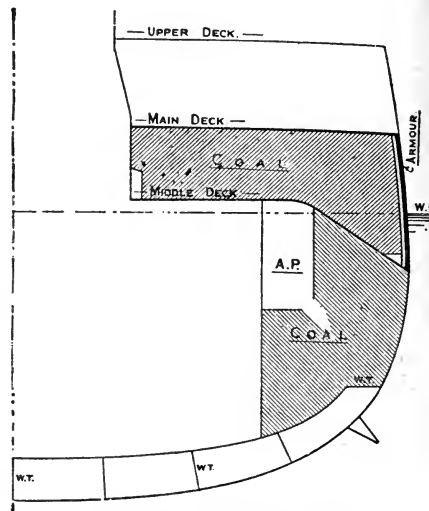 — UPPER DECK. —
— MAIN DECK —
COAL
ARMOUR.
— MIDDLE DECK —
W.
A.P.
COAL
W.T.
W.T.
W.T.